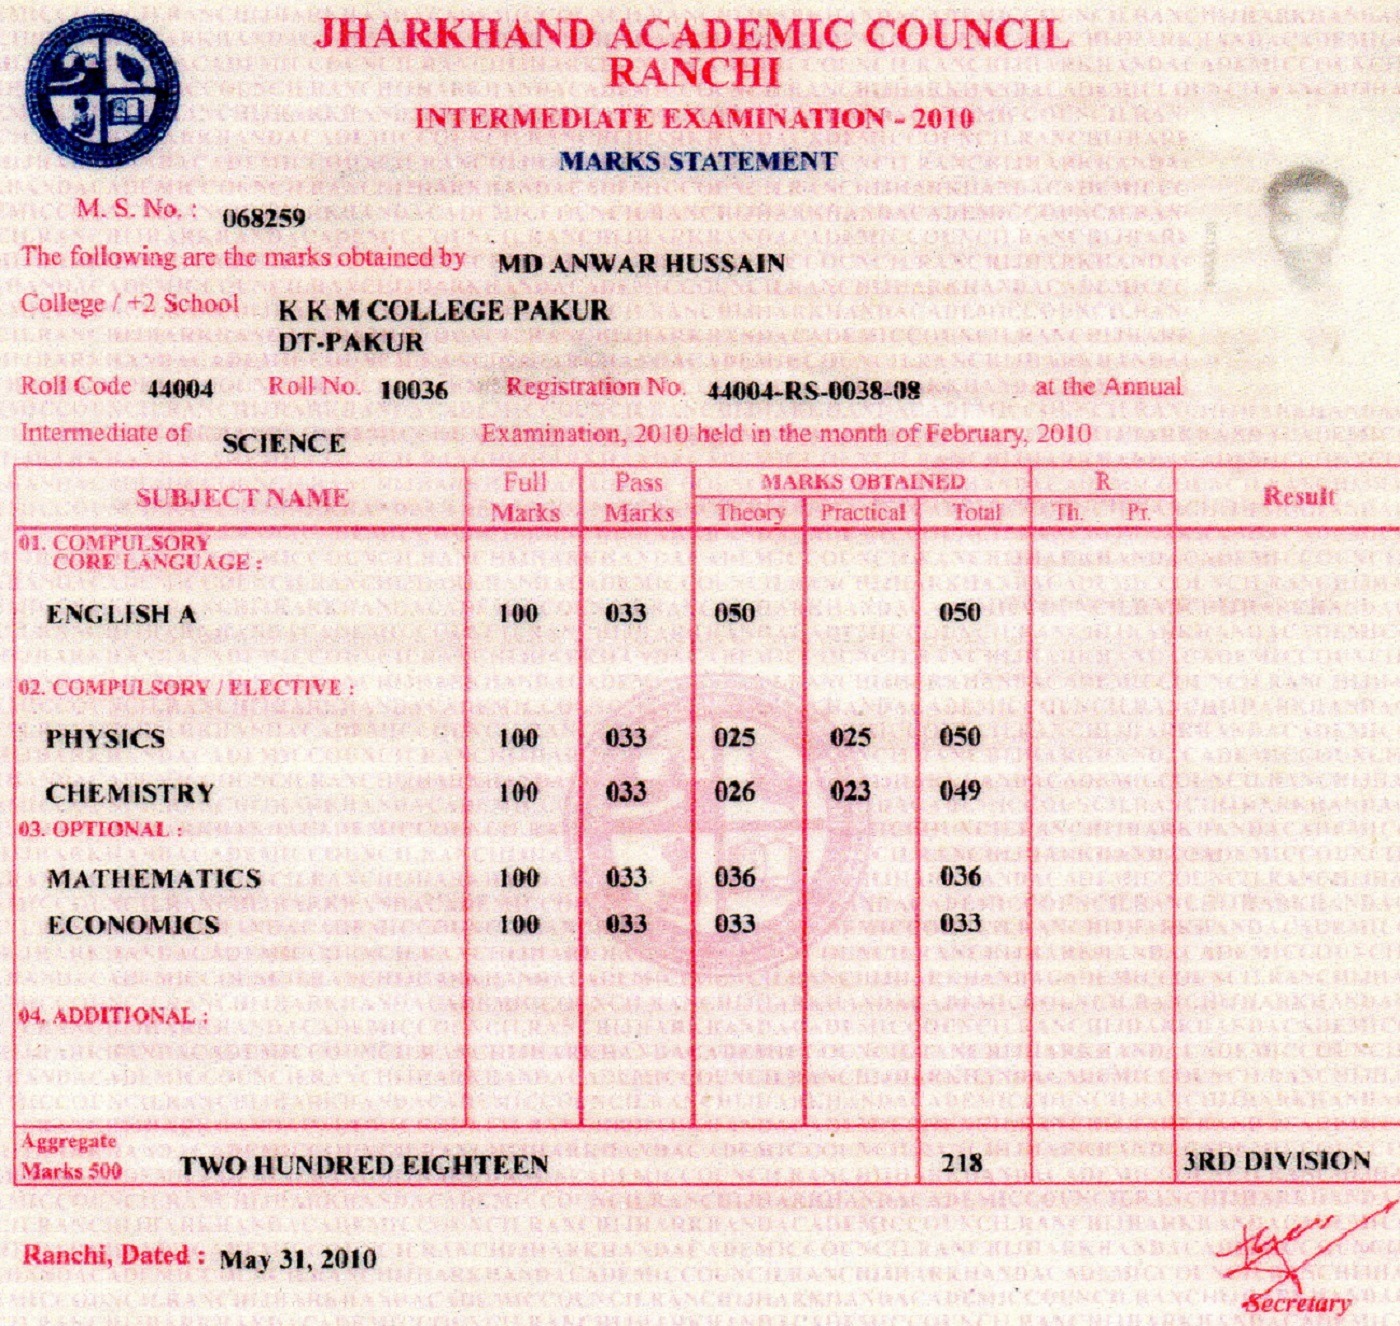 JHARKHAND ACADEMIC COUNCIL
RANCHI
INTERMEDIATE EXAMINATION - 2010
MARKS STATEMENT
M. S. No. : 068259
The following are the marks obtained by MD ANWAR HUSSAIN
College / +2 School K K M COLLEGE PAKUR
DT-PAKUR
Roll Code 44004 Roll No. 10036 Registration No. 44004-RS-0038-08 at the Annual
Intermediate of SCIENCE Examination, 2010 held in the month of February, 2010
SUBJECT NAME Full Marks Pass Marks MARKS OBTAINED R Result
Theory Practical Total Th. Pr.
01. COMPULSORY
CORE LANGUAGE :
ENGLISH A 100 033 050 050
02. COMPULSORY / ELECTIVE :
PHYSICS 100 033 025 025 050
CHEMISTRY 100 033 026 023 049
03. OPTIONAL :
MATHEMATICS 100 033 036 036
ECONOMICS 100 033 033 033
04. ADDITIONAL :
Aggregate
Marks 500 TWO HUNDRED EIGHTEEN 218 3RD DIVISION
Ranchi, Dated : May 31, 2010
Secretary